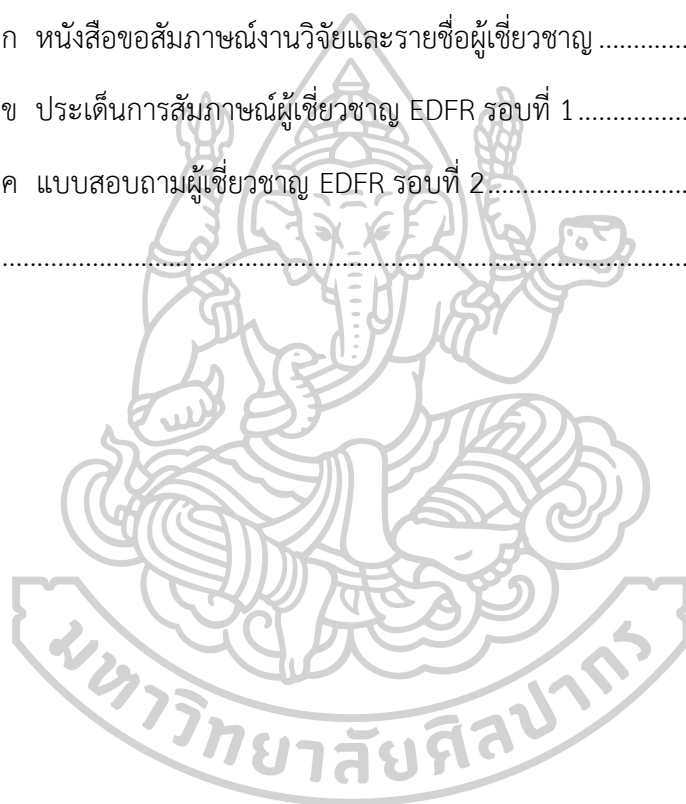 ก หนังสือขอสัมภาษณ์งานวิจัยและรายชื่อผู้เชี่ยวชาญ .............
ข ประเด็นการสัมภาษณ์ผู้เชี่ยวชาญ EDFR รอบที่ 1 ................
ค แบบสอบถามผู้เชี่ยวชาญ EDFR รอบที่ 2 ..............................
........................................................................................................
มหาวิทยาลัยศิลปากร